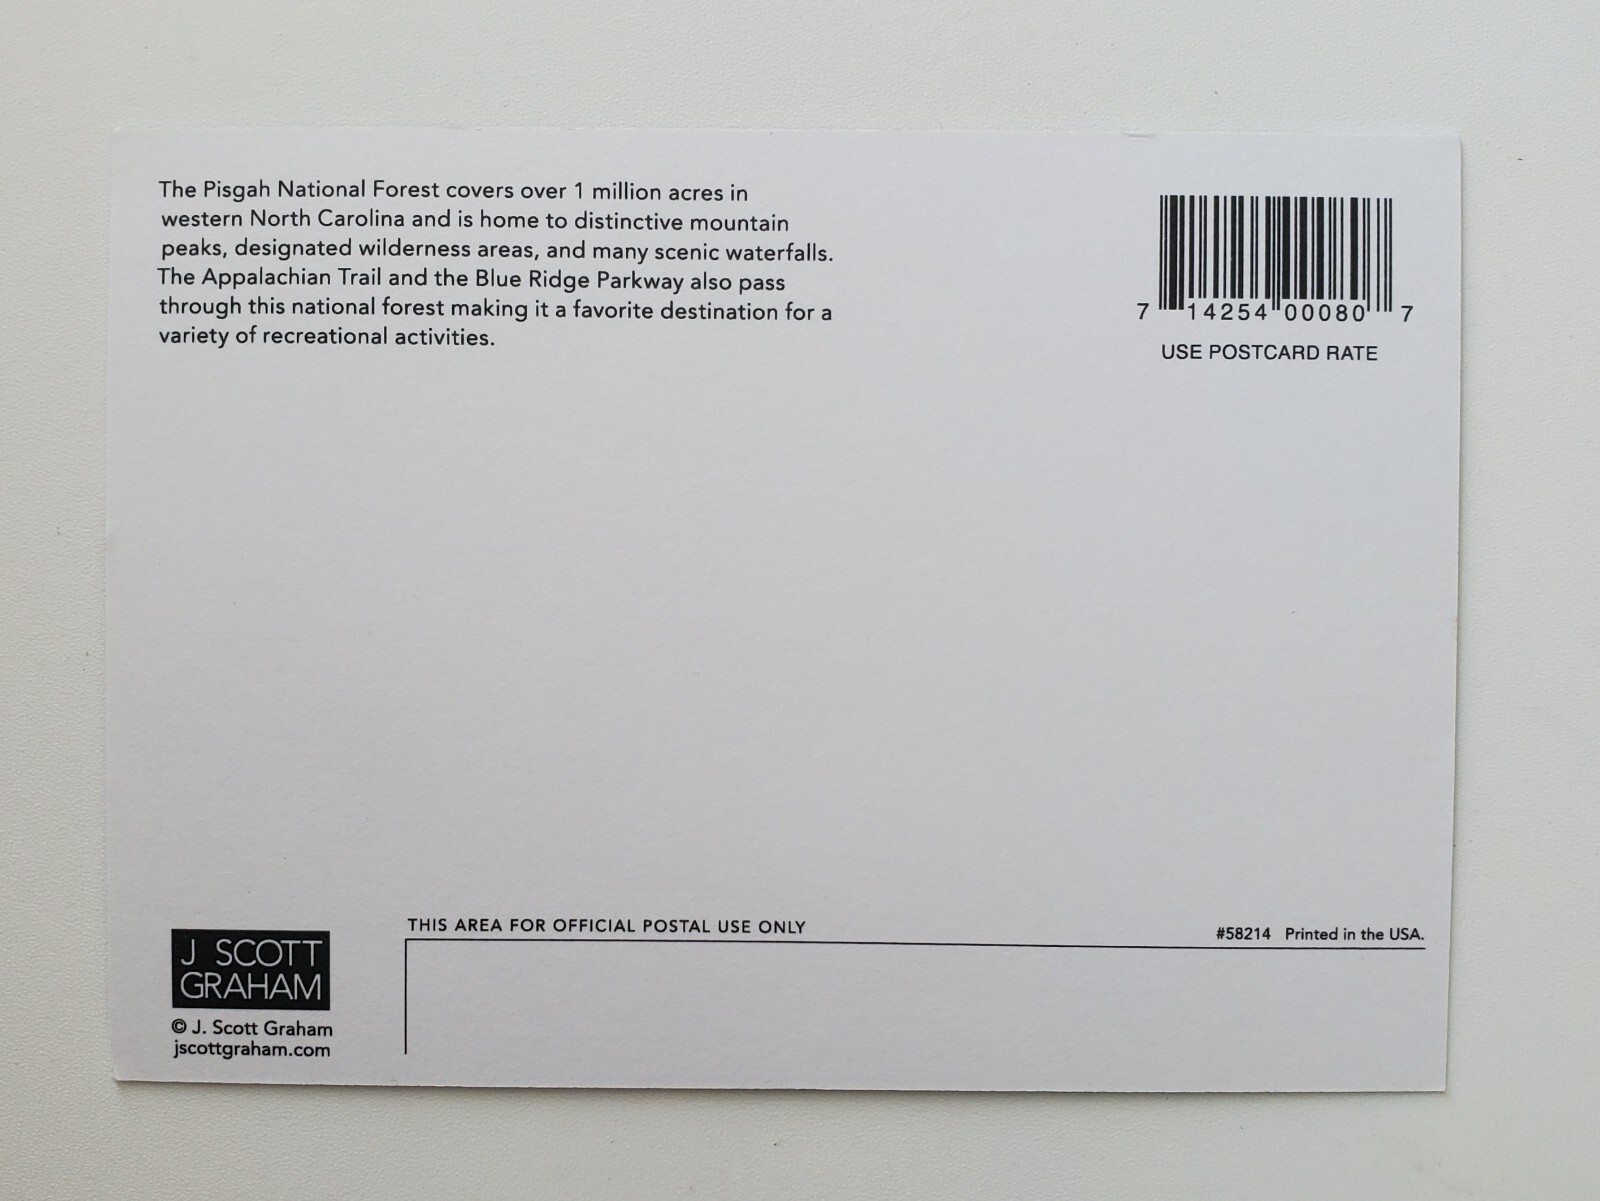 The Pisgah National Forest covers over 1 million acres in
western North Carolina and is home to distinctive mountain
peaks, designated wilderness areas, and many scenic waterfalls.
The Appalachian Trail and the Blue Ridge Parkway also pass
through this national forest making it a favorite destination for a
variety of recreational activities.
7 14254 00080 7
USE POSTCARD RATE
THIS AREA FOR OFFICIAL POSTAL USE ONLY
#58214 Printed in the USA.
J SCOTT
GRAHAM
© J. Scott Graham
jscottgraham.com